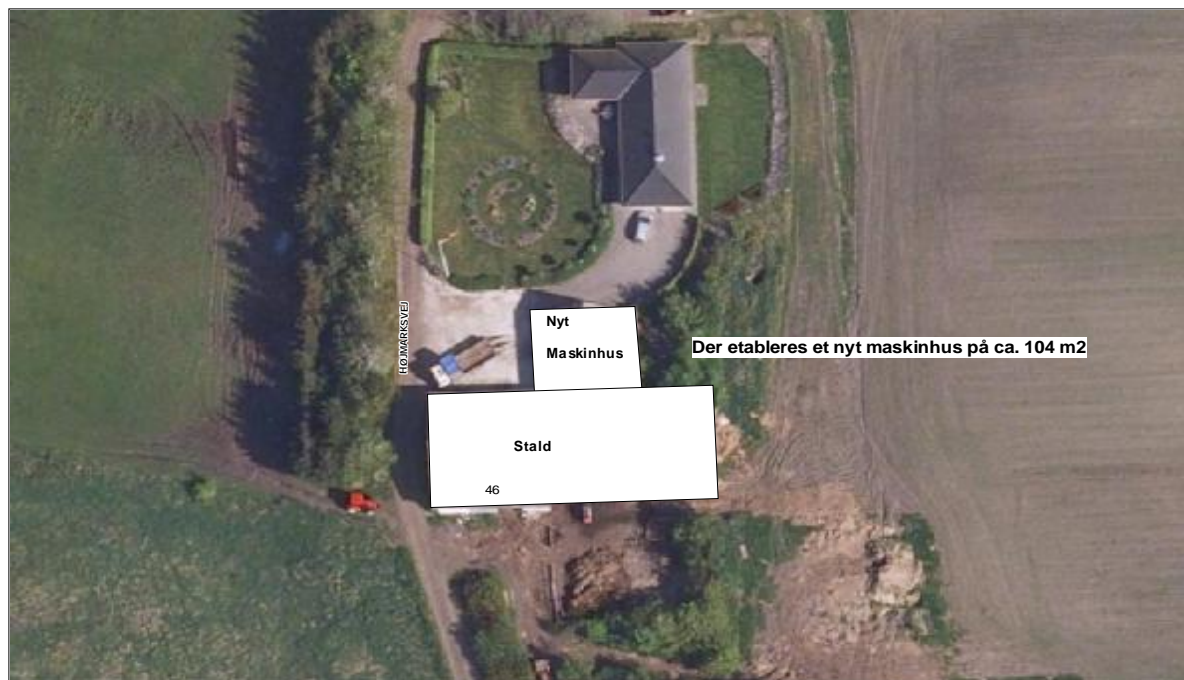 HØJMARKSVEJ
Nyt
Maskinhus
Der etableres et nyt maskinhus på ca. 104 m2
Stald
46